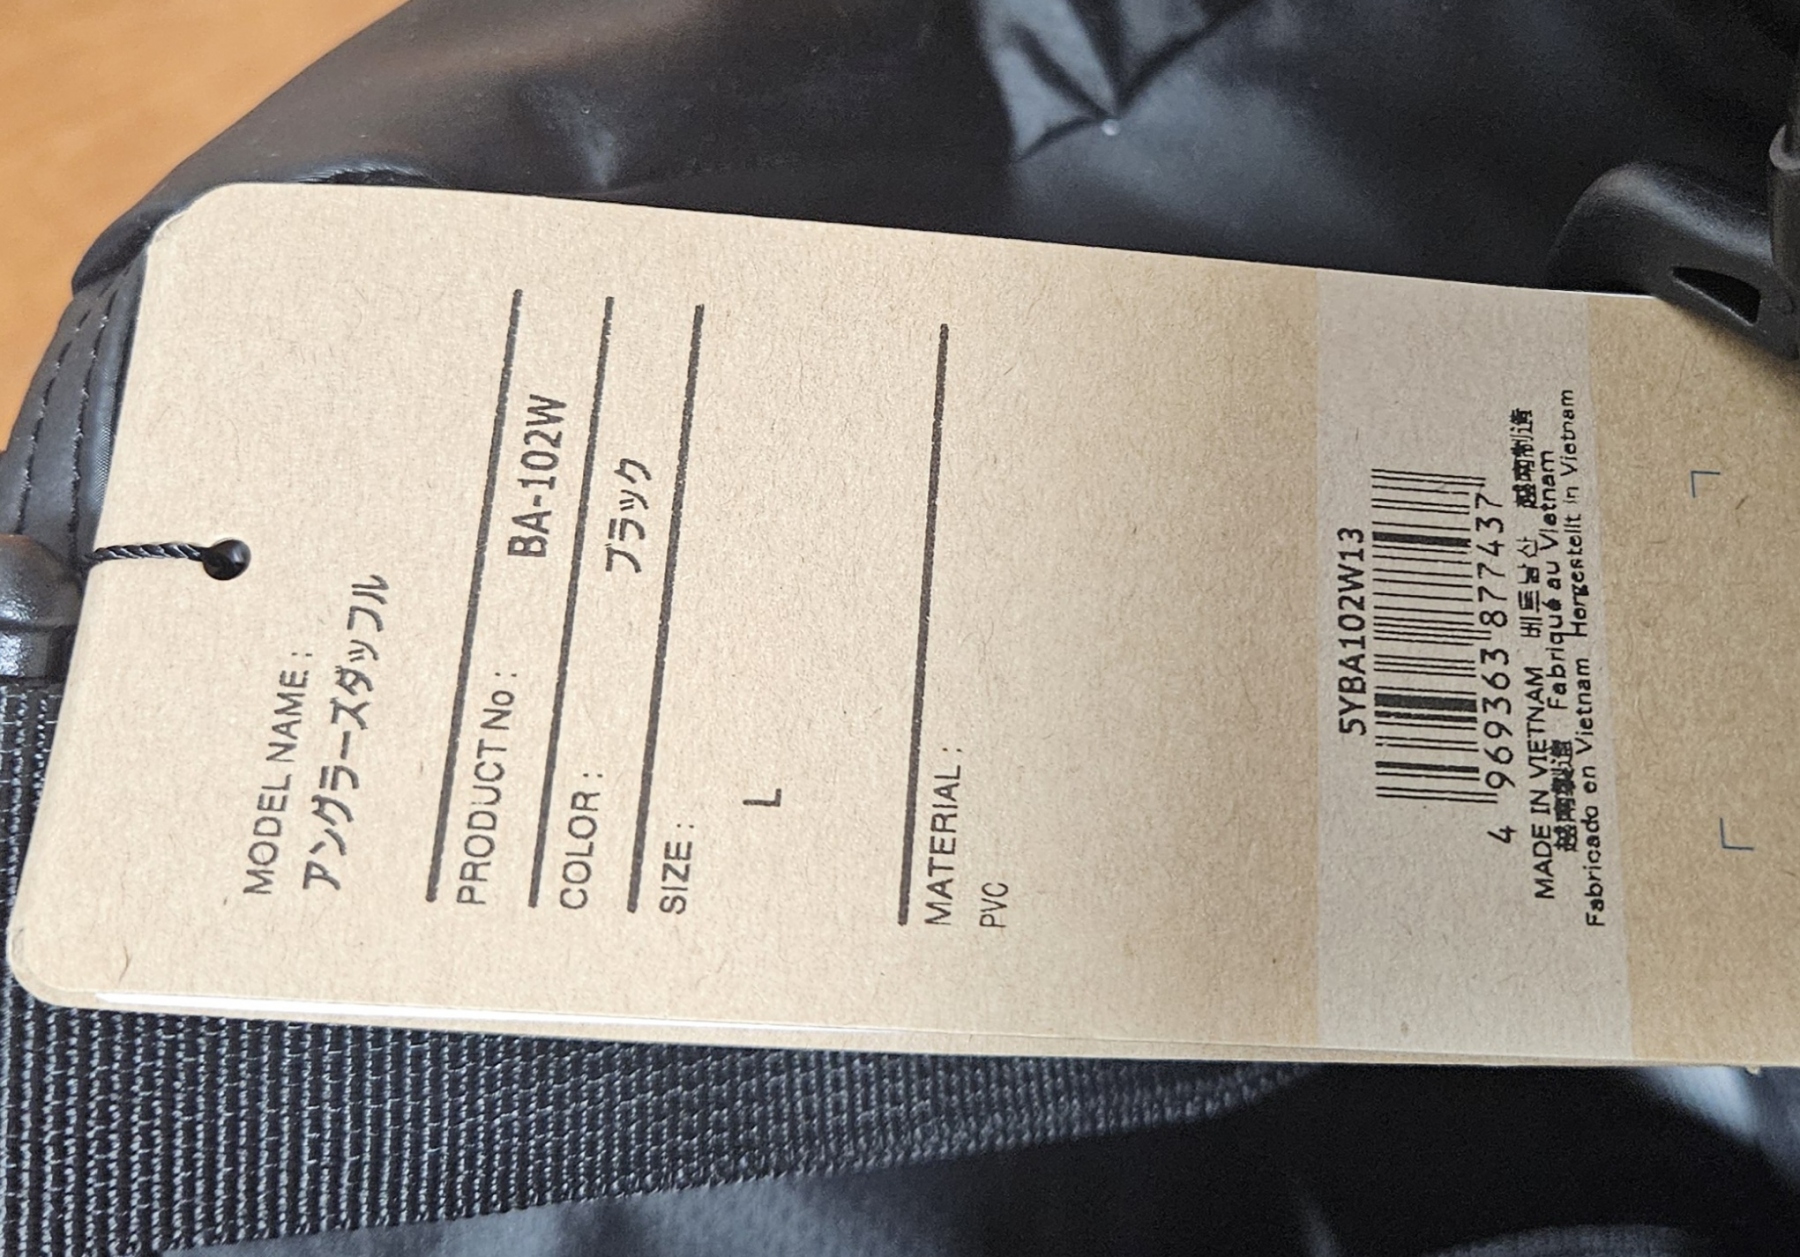 MODEL NAME :
アングラーズダッフル
PRODUCT No : BA-102W
COLOR : ブラック
SIZE :
L
MATERIAL :
PVC
5YBA102W13
4 969363 877437
MADE IN VIETNAM 베트남산 越南制造
越南製造 Fabriqué au Vietnam
Fabricado en Vietnam Hergestellt in Vietnam